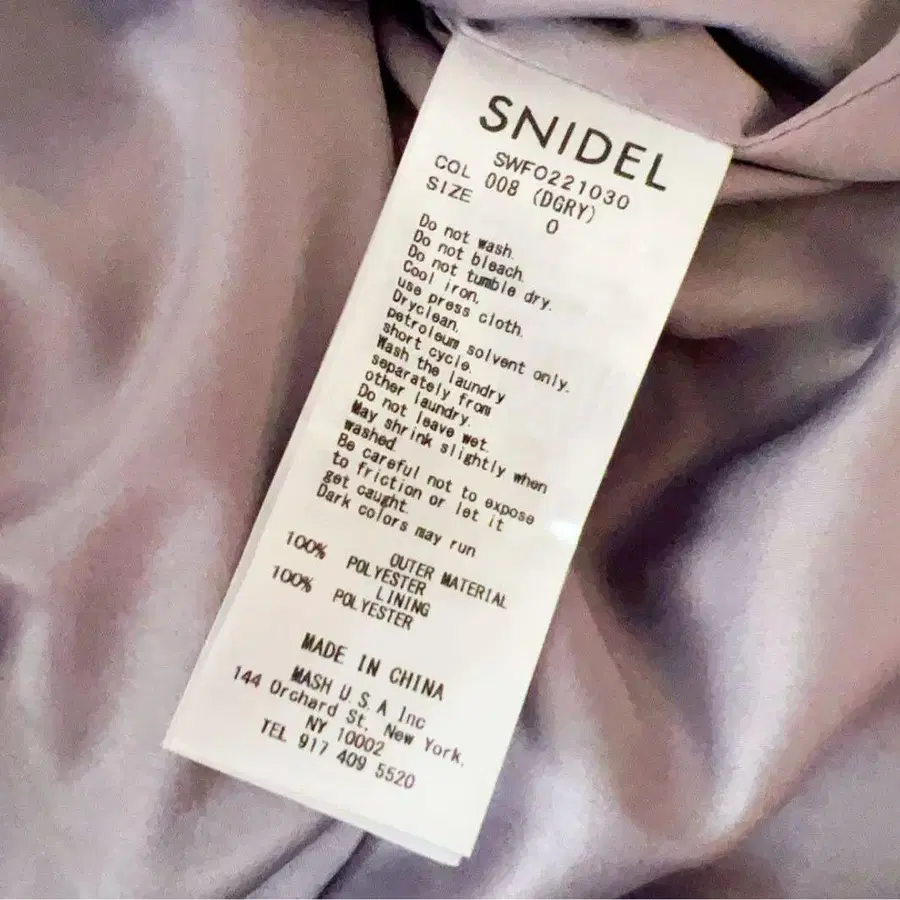 SNIDEL
SWFO221030
COL 008 (DGRY)
SIZE 0
Do not wash.
Do not bleach.
Do not tumble dry.
Cool iron,
use press cloth.
Dryclean,
petroleum solvent only.
short cycle.
Wash the laundry
separately from
other laundry.
Do not leave wet.
May shrink slightly when
washed.
Be careful not to expose
to friction or let it
get caught.
Dark colors may run
OUTER MATERIAL
100% POLYESTER
LINING
100% POLYESTER
MADE IN CHINA
MASH U.S.A Inc
144 Orchard St. New York,
NY 10002
TEL 917 409 5520